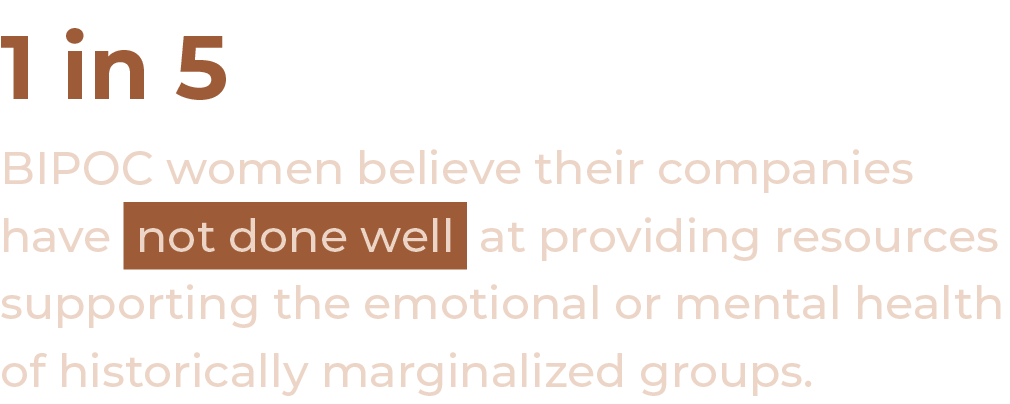 1 in 5
BIPOC women believe their companies
have not done well at providing resources
supporting the emotional or mental health
of historically marginalized groups.